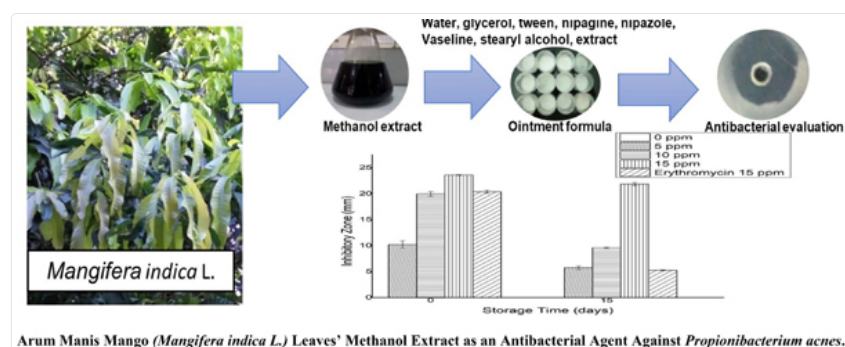 Water, glycerol, tween, nipagine, nipazole,
Vaseline, stearyl alcohol, extract
Methanol extract
Ointment formula
Antibacterial evaluation
Mangifera indica L.
0 ppm
5 ppm
10 ppm
15 ppm
Erythromycin 15 ppm
Inhibitory Zone (mm)
25
20
15
10
5
0
0
15
Storage Time (days)
Arum Manis Mango (Mangifera indica L.) Leaves' Methanol Extract as an Antibacterial Agent Against Propionibacterium acnes.